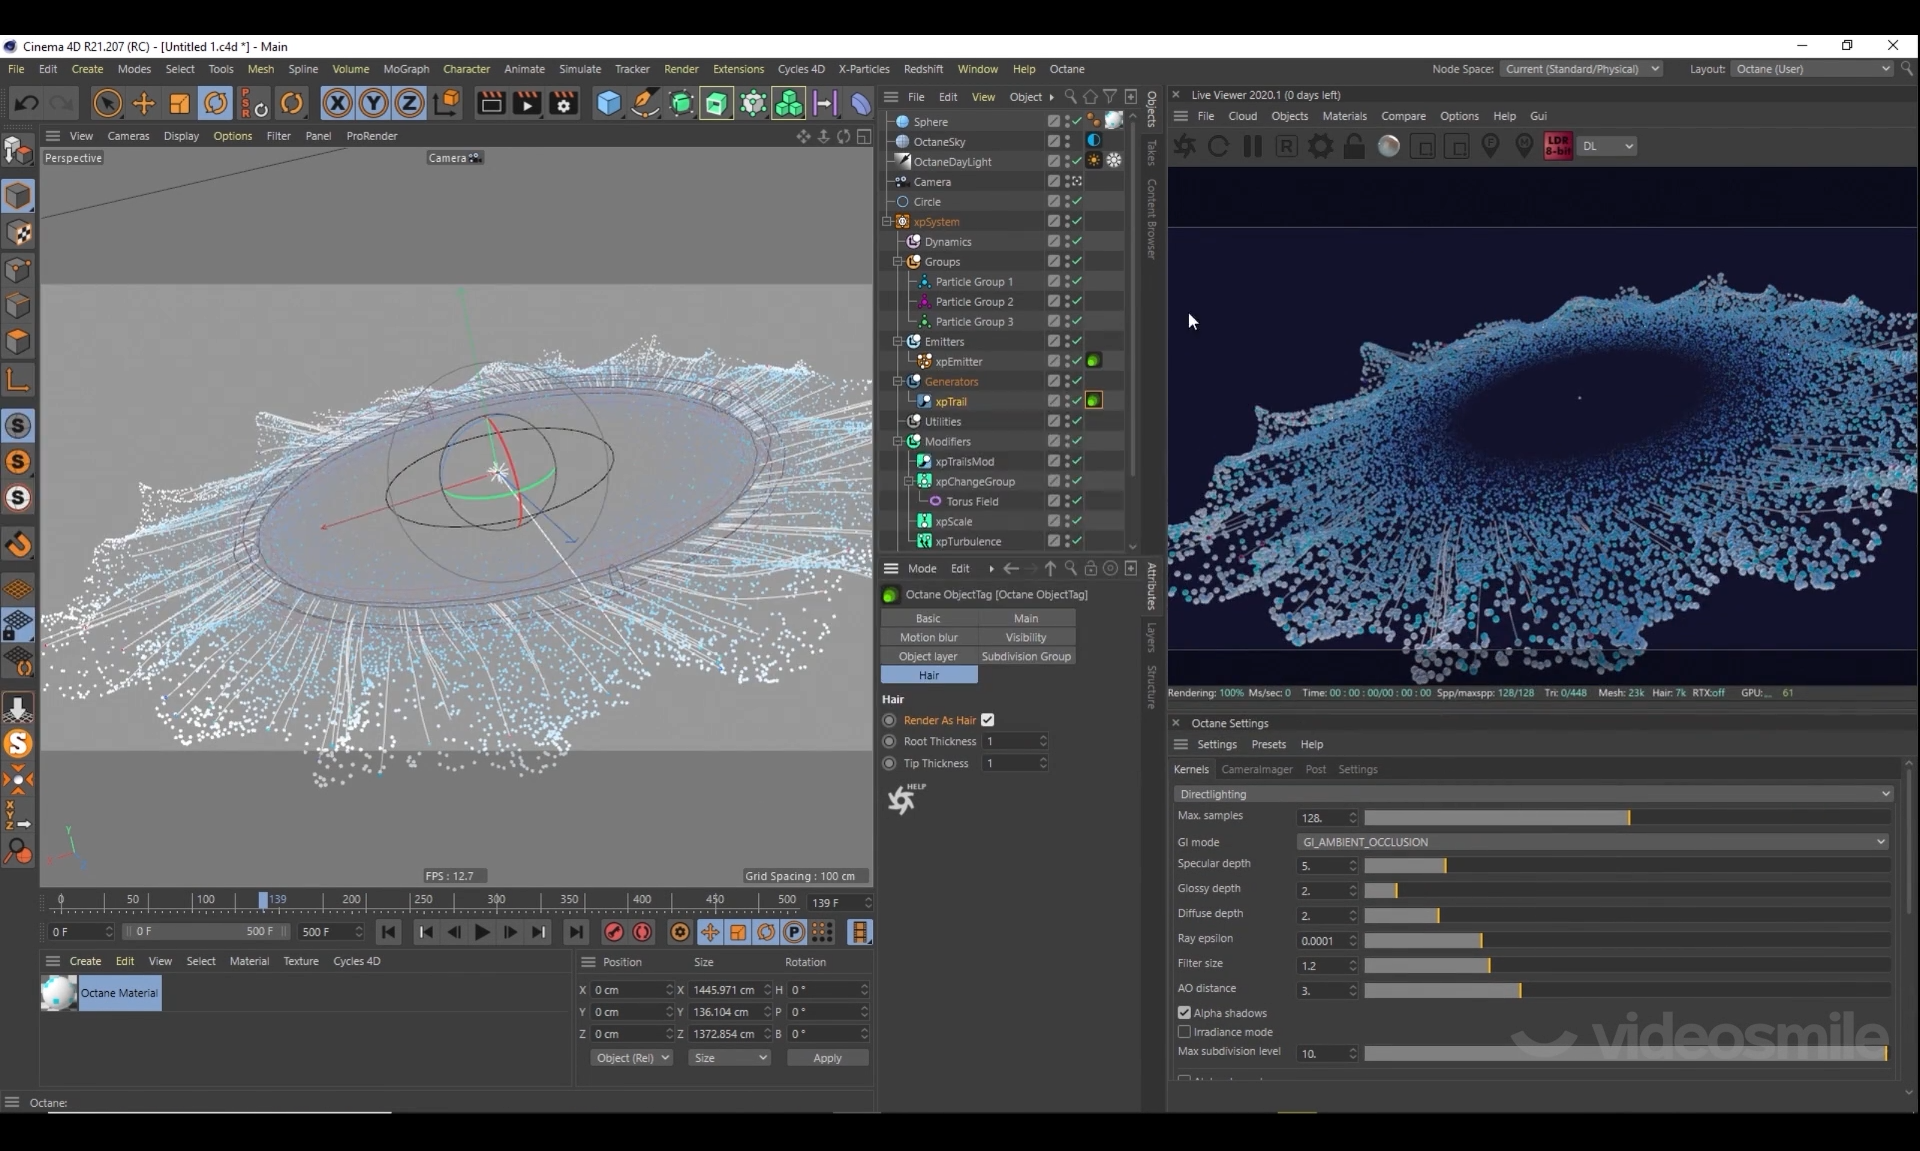 Cinema 4D R21.207 (RC) - [Untitled 1.c4d *] - Main
File Edit Create Modes Select Tools Mesh Spline Volume MoGraph Character Animate Simulate Tracker Render Extensions Cycles 4D X-Particles Redshift Window Help Octane
Node Space: Current (Standard/Physical) Layout: Octane (User)
PSR
X Y Z
View Cameras Display Options Filter Panel ProRender
Perspective
Camera
FPS : 12.7
Grid Spacing : 100 cm
0 50 100 139 200 250 300 350 400 450 500 139 F
0 F 0 F 500 F 500 F
Create Edit View Select Material Texture Cycles 4D
Octane Material
Position Size Rotation
X 0 cm X 1445.971 cm H 0 °
Y 0 cm Y 136.104 cm P 0 °
Z 0 cm Z 1372.854 cm B 0 °
Object (Rel) Size Apply
Octane:
File Edit View Object
Sphere
OctaneSky
OctaneDayLight
Camera
Circle
xpSystem
Dynamics
Groups
Particle Group 1
Particle Group 2
Particle Group 3
Emitters
xpEmitter
Generators
xpTrail
Utilities
Modifiers
xpTrailsMod
xpChangeGroup
Torus Field
xpScale
xpTurbulence
Objects
Takes
Content Browser
Mode Edit
Octane ObjectTag [Octane ObjectTag]
Basic Main
Motion blur Visibility
Object layer Subdivision Group
Hair
Hair
Render As Hair
Root Thickness 1
Tip Thickness 1
HELP
Attributes
Layers
Structure
Live Viewer 2020.1 (0 days left)
File Cloud Objects Materials Compare Options Help Gui
R
LDR
8-bit
DL
Rendering: 100% Ms/sec: 0 Time: 00 : 00 : 00/00 : 00 : 00 Spp/maxspp: 128/128 Tri: 0/448 Mesh: 23k Hair: 7k RTX:off GPU:_ 61
Octane Settings
Settings Presets Help
Kernels CameraImager Post Settings
Directlighting
Max. samples 128.
GI mode GI_AMBIENT_OCCLUSION
Specular depth 5.
Glossy depth 2.
Diffuse depth 2.
Ray epsilon 0.0001
Filter size 1.2
AO distance 3.
Alpha shadows
Irradiance mode
Max subdivision level 10.
videosmile